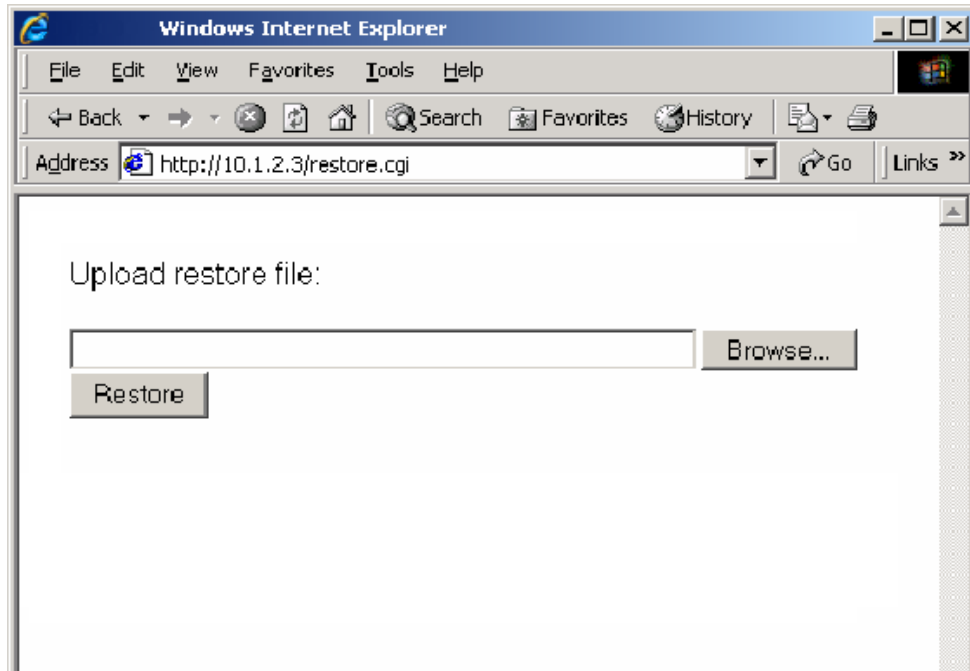 Windows Internet Explorer
File Edit View Favorites Tools Help
Back Search Favorites History
Address http://10.1.2.3/restore.cgi Go Links »
Upload restore file:
Browse...
Restore